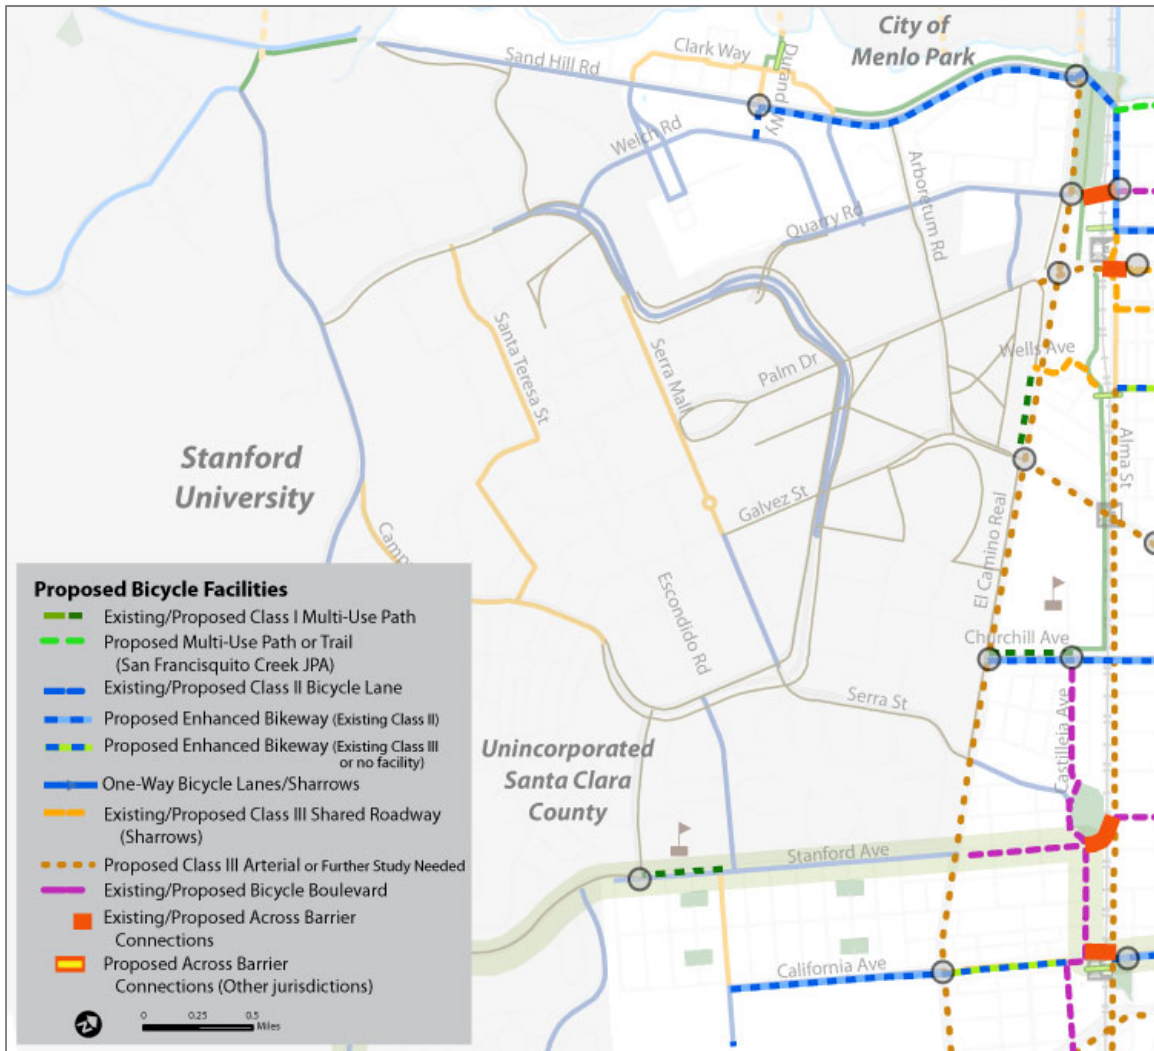 City of
Menlo Park
Clark Way
Durand Wy
Sand Hill Rd
Welch Rd
Arboretum Rd
Quarry Rd
Wells Ave
Santa Teresa St
Serra Mall
Palm Dr
Alma St
Stanford
University
Galvez St
El Camino Real
Camp
Escondido Rd
Churchill Ave
Serra St
Castilleia Ave
Unincorporated
Santa Clara
County
Stanford Ave
California Ave
Proposed Bicycle Facilities
Existing/Proposed Class I Multi-Use Path
Proposed Multi-Use Path or Trail
(San Francisquito Creek JPA)
Existing/Proposed Class II Bicycle Lane
Proposed Enhanced Bikeway (Existing Class II)
Proposed Enhanced Bikeway (Existing Class III
or no facility)
One-Way Bicycle Lanes/Sharrows
Existing/Proposed Class III Shared Roadway
(Sharrows)
Proposed Class III Arterial or Further Study Needed
Existing/Proposed Bicycle Boulevard
Existing/Proposed Across Barrier
Connections
Proposed Across Barrier
Connections (Other jurisdictions)
N
0 0.25 0.5
Miles